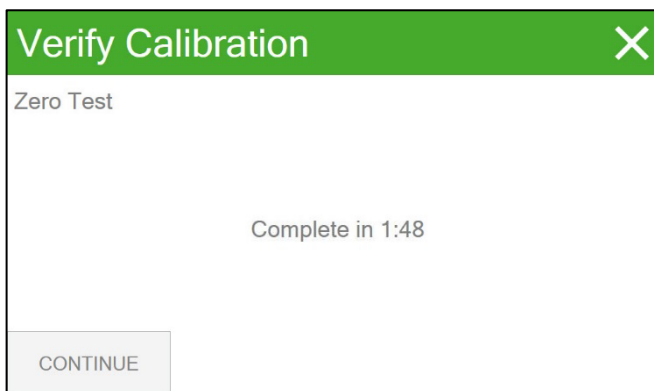 Verify Calibration
Zero Test
Complete in 1:48
CONTINUE